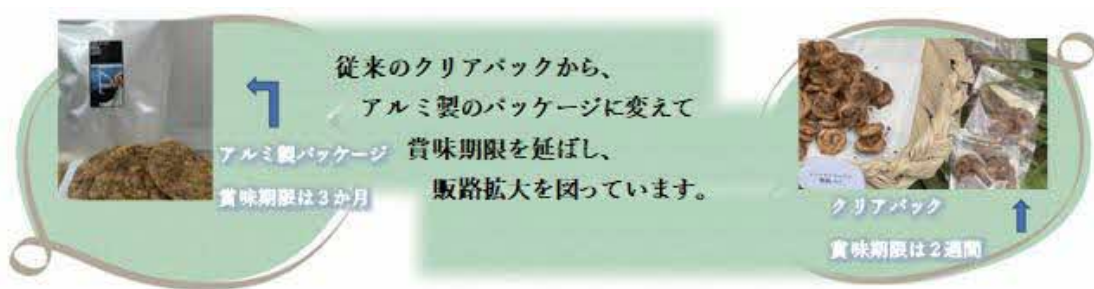 従来のクリアパックから、
アルミ製のパッケージに変えて
賞味期限を延ばし、
販路拡大を図っています。
アルミ製パッケージ
賞味期限は3か月
クリアパック
賞味期限は2週間